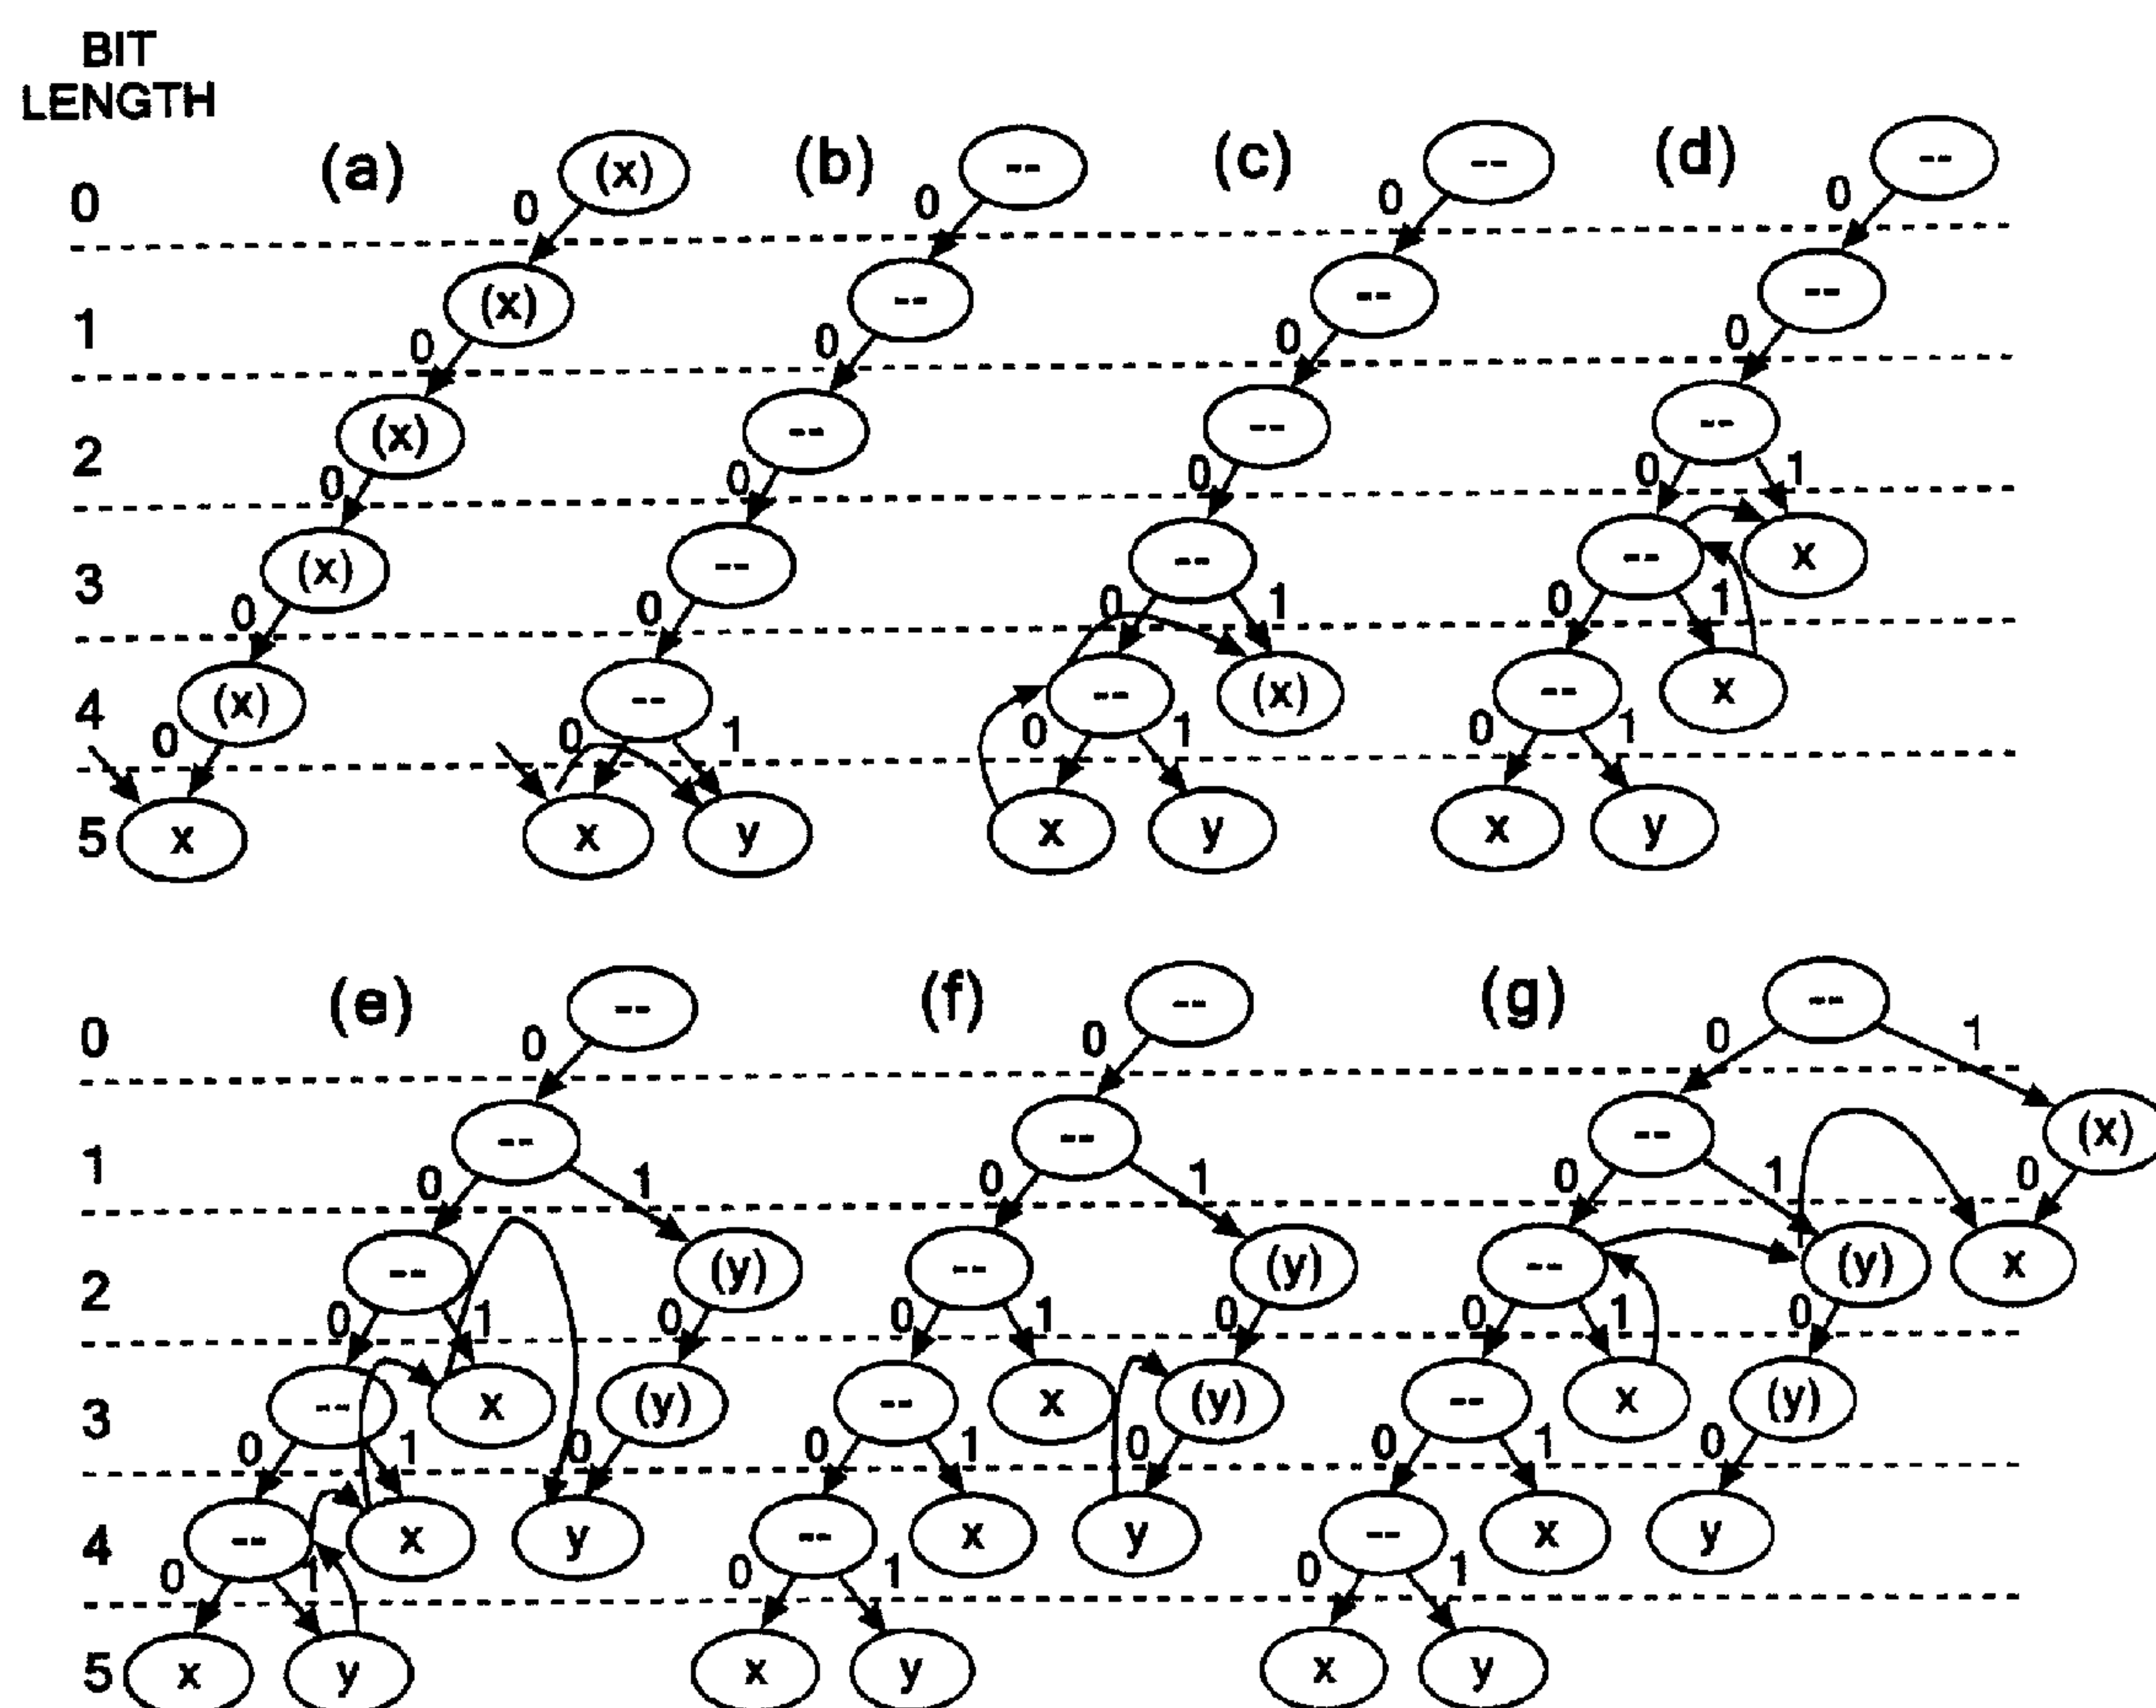 BIT
LENGTH
(a) (x) (b) -- (c) -- (d) --
0 0 0 0 0
(x) -- -- --
1 0 0 0 0
(x) -- -- --
2 0 0 0 0 1
(x) -- -- -- x
3 0 0 0 1 0 1
(x) -- -- (x) -- x
4 0 0 1 0 1 0 1
5 x x y x y x y
(e) -- (f) -- (g) --
0 0 0 0 1
-- -- -- (x)
1 0 1 0 1 0 1 0
-- (y) -- (y) -- (y) x
2 0 1 0 0 1 0 0 1 0
-- x (y) -- x (y) -- x (y)
3 0 1 0 0 1 0 0 1 0
-- x y -- x y -- x y
4 0 1 0 1 0 1
5 x y x y x y